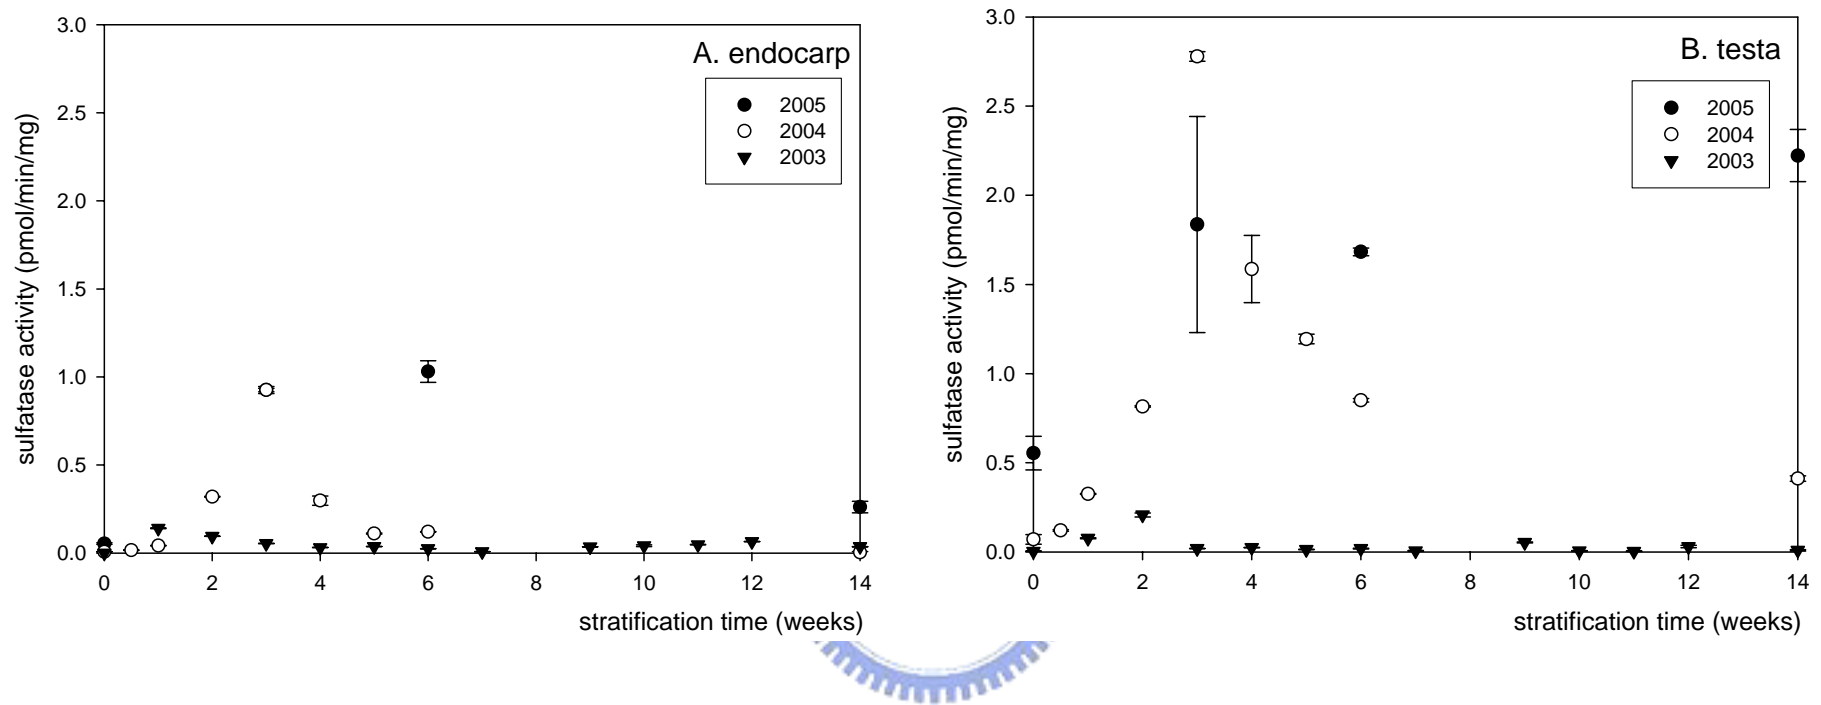 A. endocarp
2005
2004
2003
sulfatase activity (pmol/min/mg)
3.0
2.5
2.0
1.5
1.0
0.5
0.0
0 2 4 6 8 10 12 14
stratification time (weeks)
B. testa
2005
2004
2003
sulfatase activity (pmol/min/mg)
3.0
2.5
2.0
1.5
1.0
0.5
0.0
0 2 4 6 8 10 12 14
stratification time (weeks)